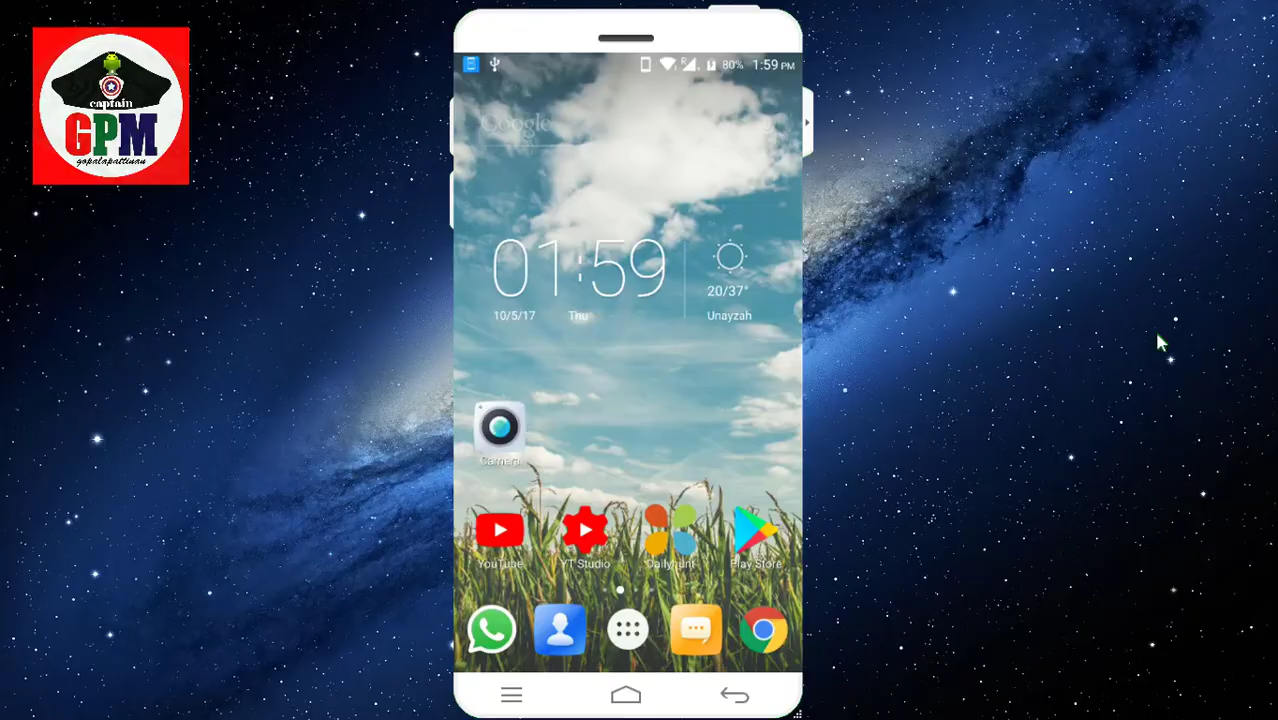 captain
GPM
gopalapattinam
80% 1:59 PM
Google
01:59
20/37°
10/5/17 Thu Unayzah
Camera
YouTube YT Studio Dailyhunt Play Store